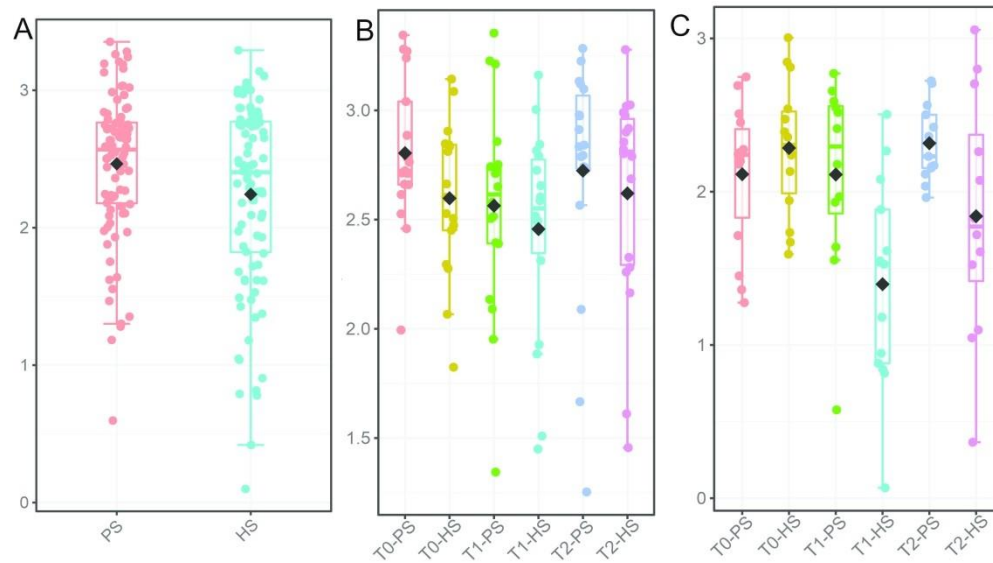 A
3
2
1
0
PS
HS
B
3.0
2.5
2.0
1.5
T0-PS
T0-HS
T1-PS
T1-HS
T2-PS
T2-HS
C
3
2
1
0
T0-PS
T0-HS
T1-PS
T1-HS
T2-PS
T2-HS